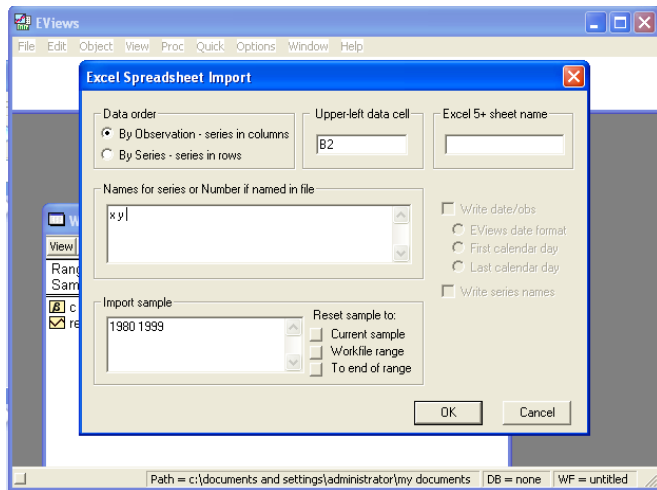 EViews
File Edit Object View Proc Quick Options Window Help
Excel Spreadsheet Import
Data order
By Observation - series in columns
By Series - series in rows
Upper-left data cell
B2
Excel 5+ sheet name
Names for series or Number if named in file
x y
Write date/obs
EViews date format
First calendar day
Last calendar day
Write series names
Import sample
1980 1999
Reset sample to:
Current sample
Workfile range
To end of range
OK Cancel
W
View
Rang
Sam
β c
re
Path = c:\documents and settings\administrator\my documents DB = none WF = untitled